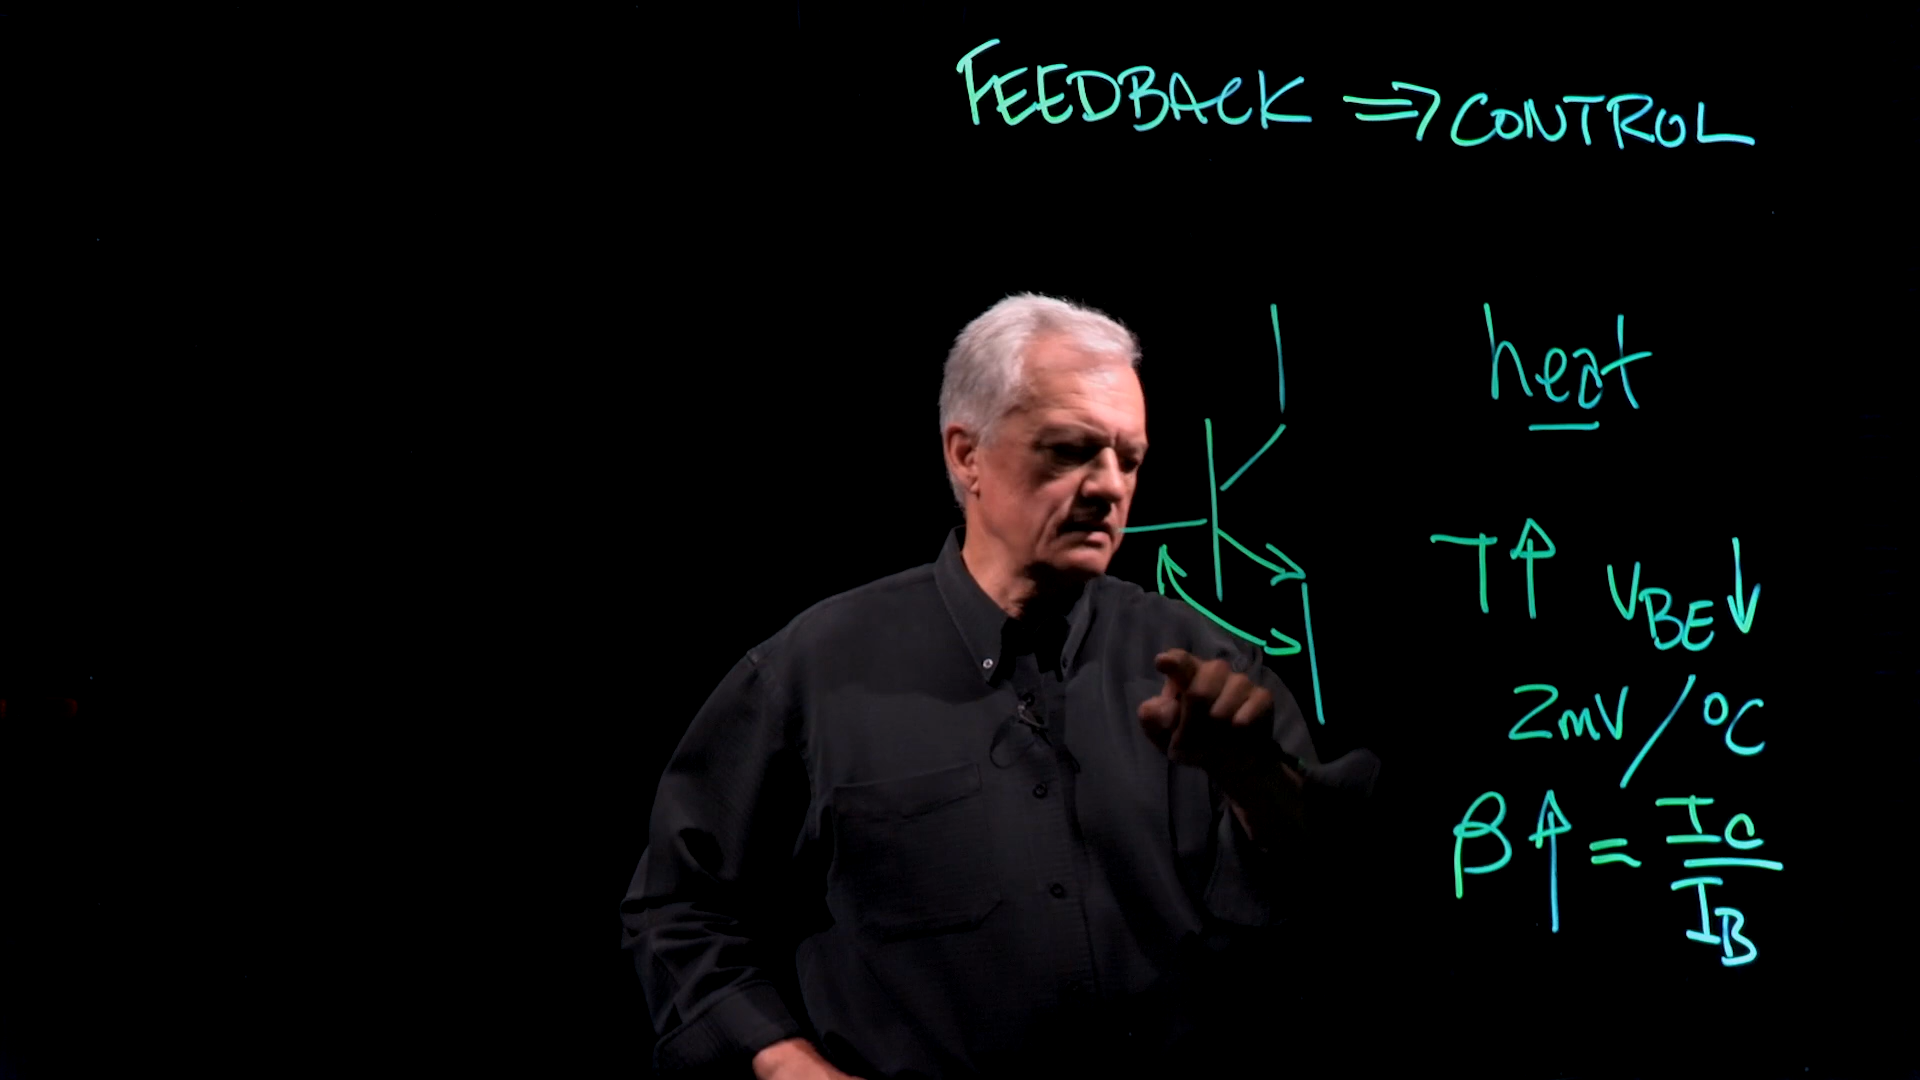 FEEDBACK ⇒ CONTROL
heat
T↑ VBE↓
2mV/°C
β↑ = IC/IB